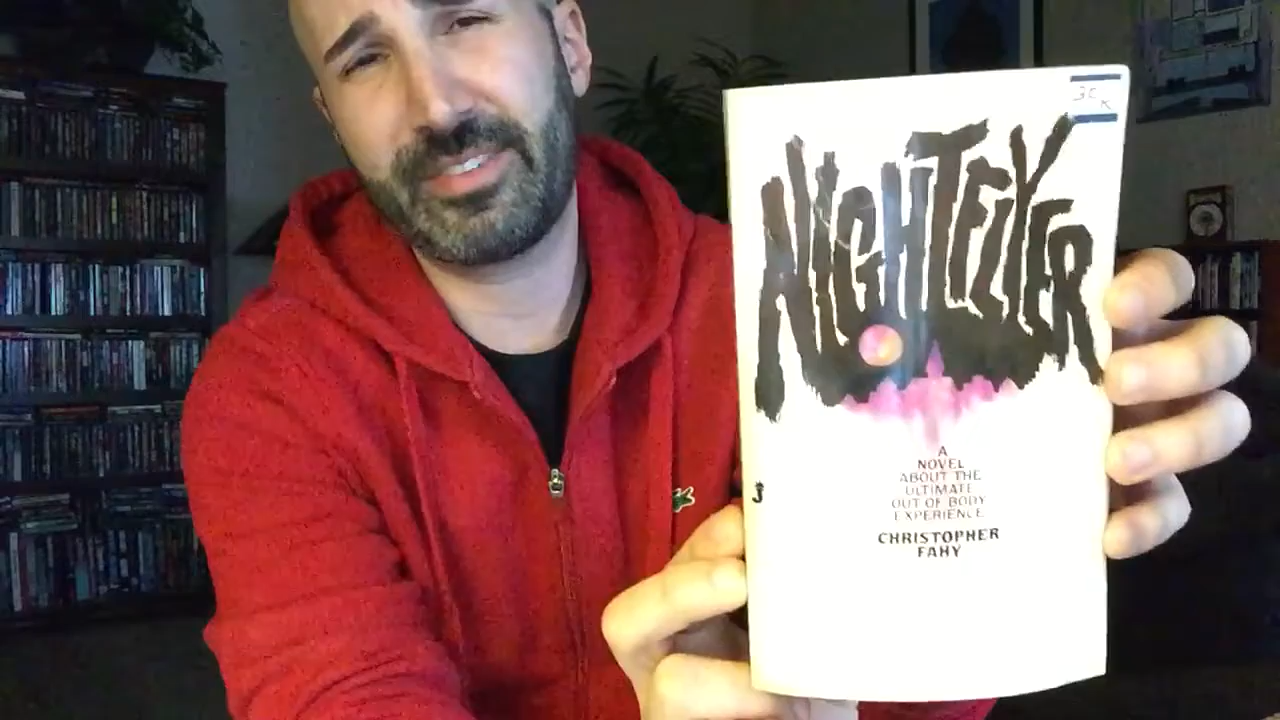 NIGHTFLYER
A
NOVEL
ABOUT THE
ULTIMATE
OUT OF BODY
EXPERIENCE
CHRISTOPHER
FAHY